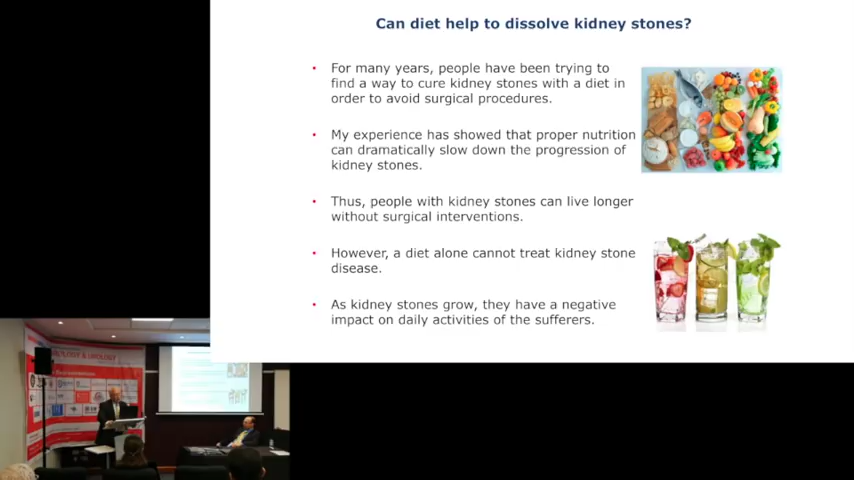 Can diet help to dissolve kidney stones?
• For many years, people have been trying to
find a way to cure kidney stones with a diet in
order to avoid surgical procedures.
• My experience has showed that proper nutrition
can dramatically slow down the progression of
kidney stones.
• Thus, people with kidney stones can live longer
without surgical interventions.
• However, a diet alone cannot treat kidney stone
disease.
• As kidney stones grow, they have a negative
impact on daily activities of the sufferers.
ROLOGY & UROLOGY